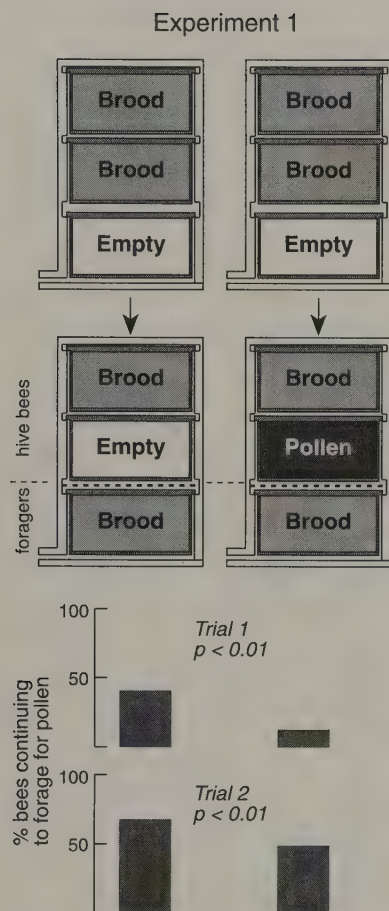 Experiment 1
Brood Brood
Brood Brood
Empty Empty
hive bees
Brood Brood
Empty Pollen
foragers
Brood Brood
% bees continuing
to forage for pollen
100
50
Trial 1
p < 0.01
100
50
Trial 2
p < 0.01